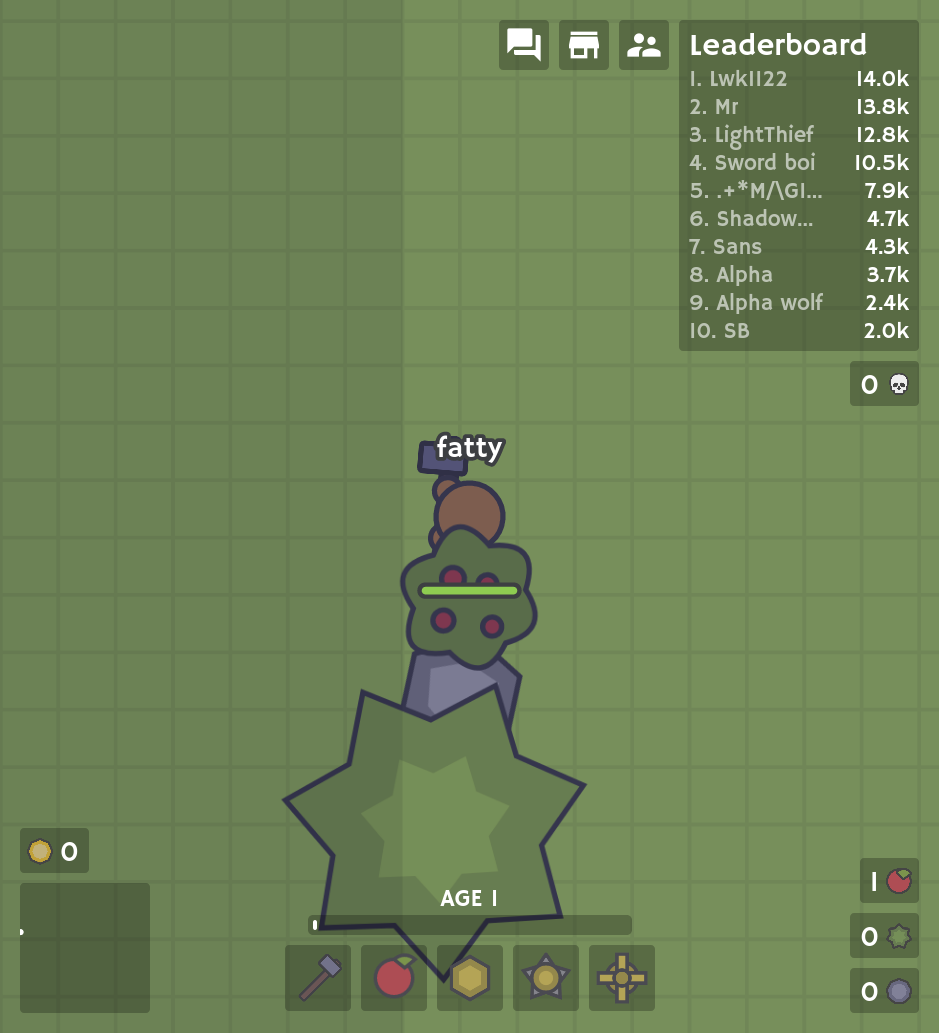 Leaderboard
1. LwkII22 14.0k
2. Mr 13.8k
3. LightThief 12.8k
4. Sword boi 10.5k
5. .+*M/\GI... 7.9k
6. Shadow... 4.7k
7. Sans 4.3k
8. Alpha 3.7k
9. Alpha wolf 2.4k
10. SB 2.0k
0
fatty
0
AGE 1
1
0
0